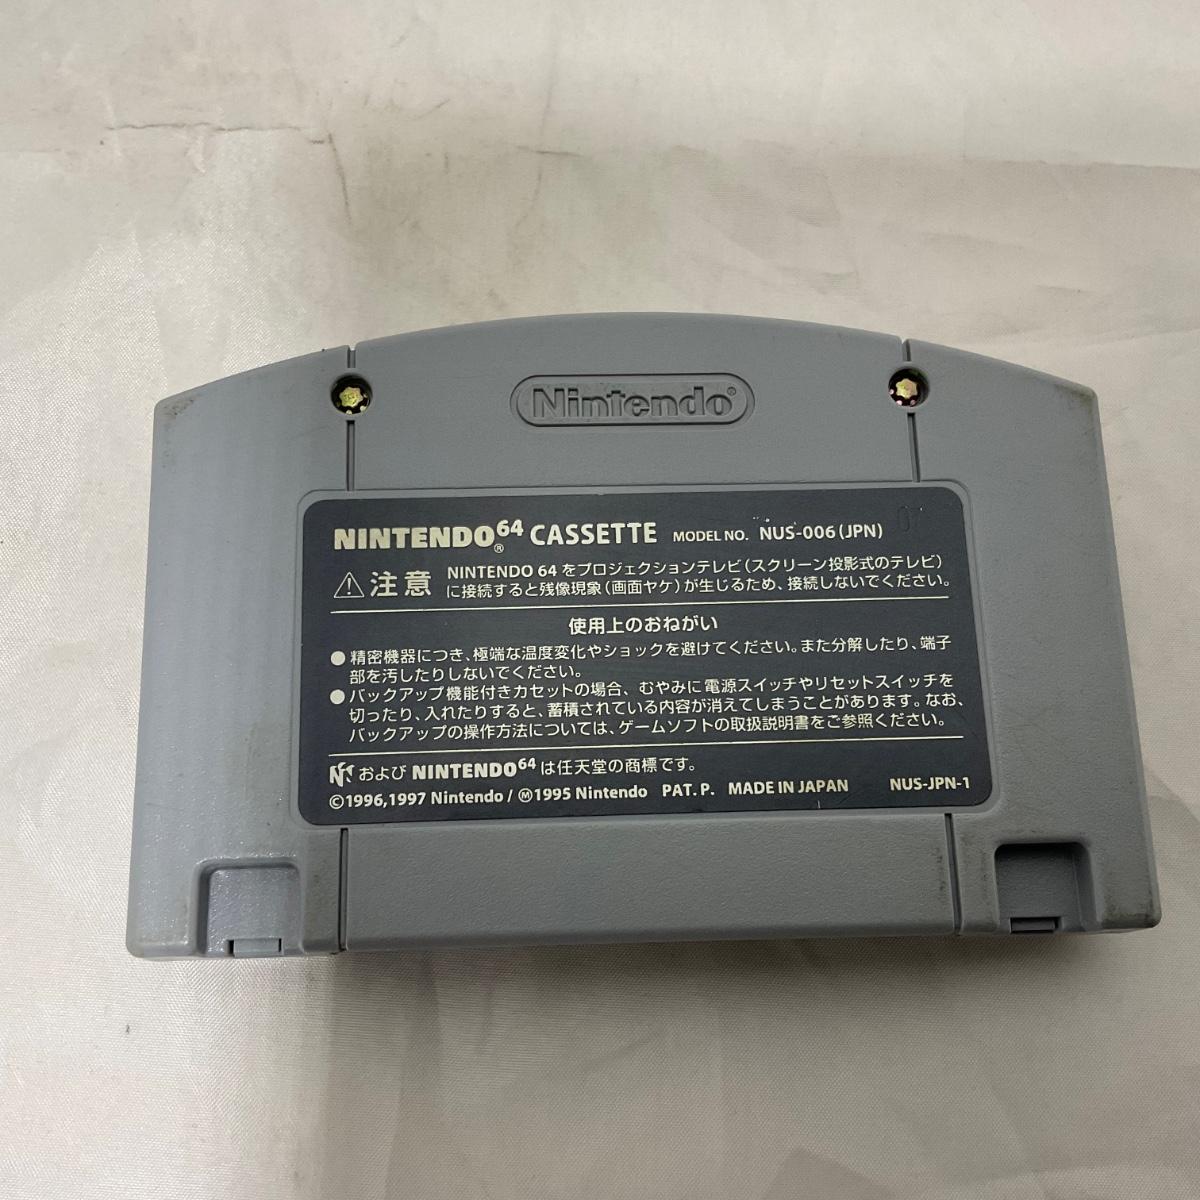 Nintendo®
NINTENDO®64 CASSETTE MODEL NO. NUS-006(JPN)
注意 NINTENDO 64 をプロジェクションテレビ(スクリーン投影式のテレビ)
に接続すると残像現象(画面ヤケ)が生じるため、接続しないでください。
使用上のおねがい
●精密機器につき、極端な温度変化やショックを避けてください。また分解したり、端子
部を汚したりしないでください。
●バックアップ機能付きカセットの場合、むやみに電源スイッチやリセットスイッチを
切ったり、入れたりすると、蓄積されている内容が消えてしまうことがあります。なお、
バックアップの操作方法については、ゲームソフトの取扱説明書をご参照ください。
および NINTENDO64 は任天堂の商標です。
©1996,1997 Nintendo / Ⓜ1995 Nintendo PAT. P. MADE IN JAPAN NUS-JPN-1